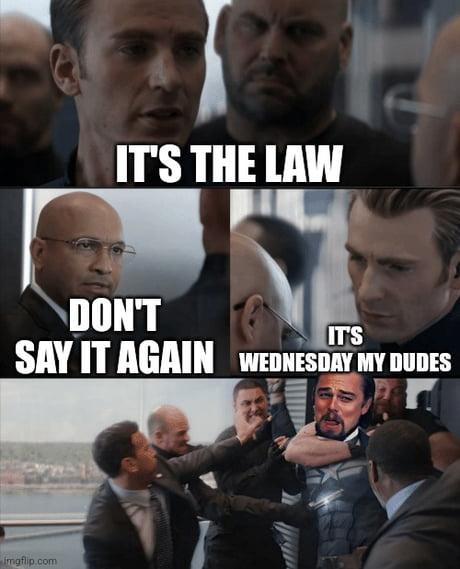 IT'S THE LAW
DON'T
SAY IT AGAIN
IT'S
WEDNESDAY MY DUDES
imgflip.com